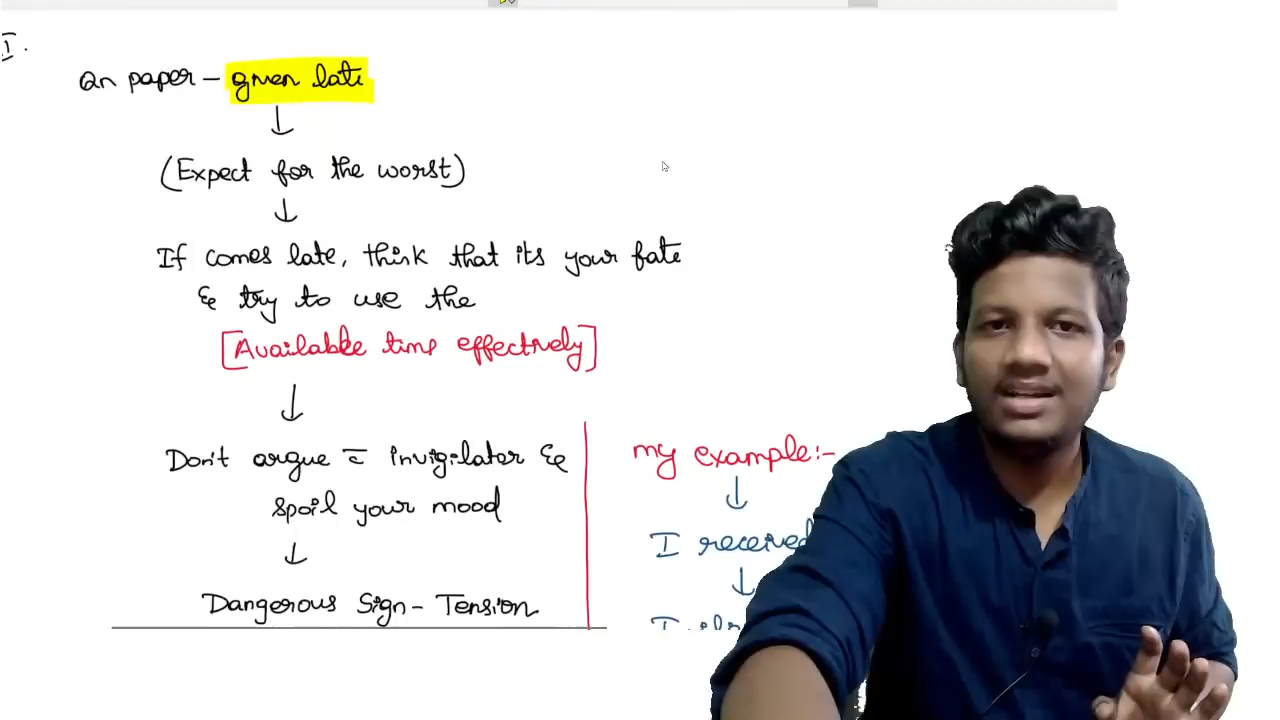 I.
Qn paper - given late
↓
(Expect for the worst)
↓
If comes late, think that its your fate
& try to use the
[Available time effectively]
↓
Don't argue c̄ invigilator &
spoil your mood
↓
Dangerous Sign - Tension
my example:-
↓
I received
↓
I